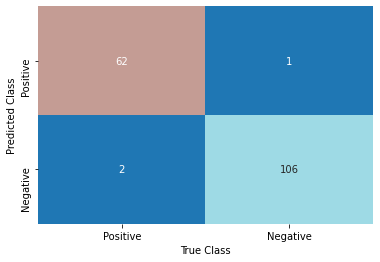 Predicted Class
Positive
62
1
Negative
2
106
Positive
Negative
True Class